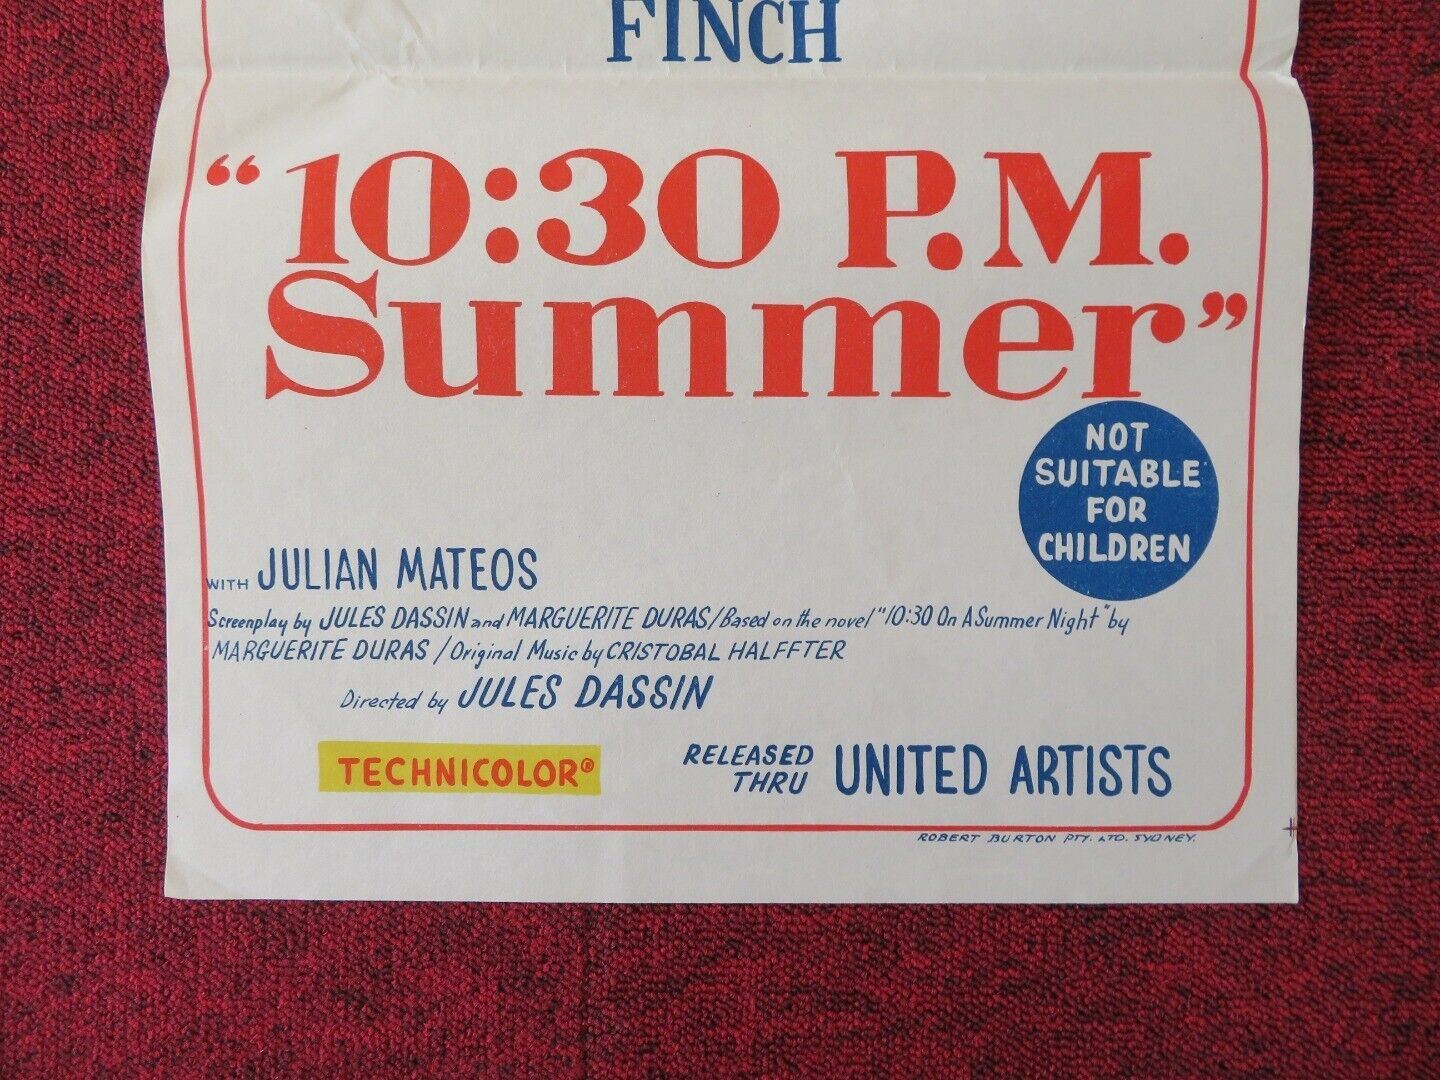 FINCH
“10:30 P.M.
Summer”
NOT
SUITABLE
FOR
CHILDREN
WITH JULIAN MATEOS
Screenplay by JULES DASSIN and MARGUERITE DURAS/Based on the novel "10:30 On A Summer Night" by
MARGUERITE DURAS / Original Music by CRISTOBAL HALFFTER
Directed by JULES DASSIN
TECHNICOLOR®
RELEASED
THRU
UNITED ARTISTS
ROBERT BURTON PTY. LTD. SYDNEY.